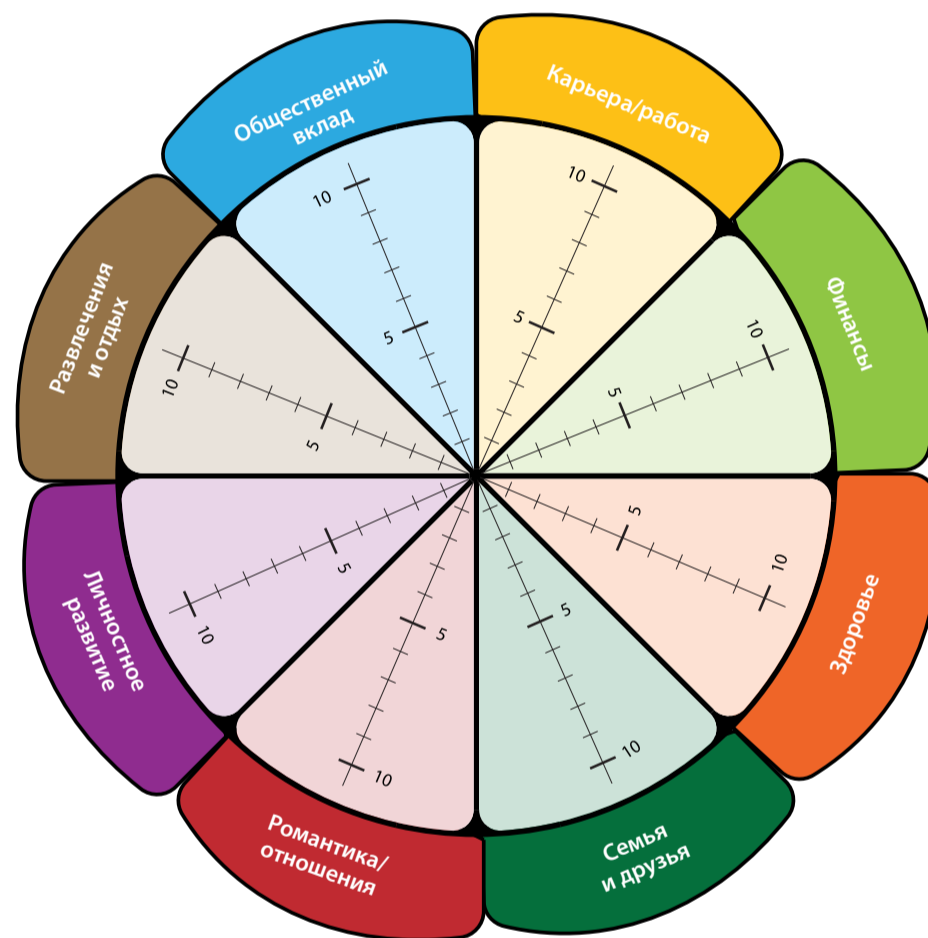 Общественный
вклад
10
5
Карьера/работа
10
5
Финансы
10
5
Здоровье
5
10
Семья
и друзья
5
10
Романтика/
отношения
5
10
Личностное
развитие
5
10
Развлечения
и отдых
10
5